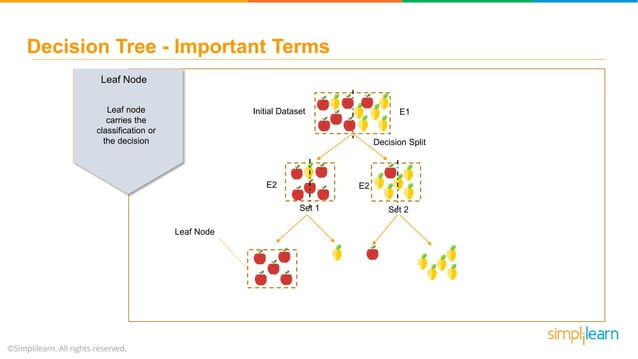 Decision Tree - Important Terms
Leaf Node
Leaf node
carries the
classification or
the decision
Initial Dataset
E1
Decision Split
E2
E2
Set 1
Set 2
Leaf Node
©Simplilearn. All rights reserved.
simplilearn